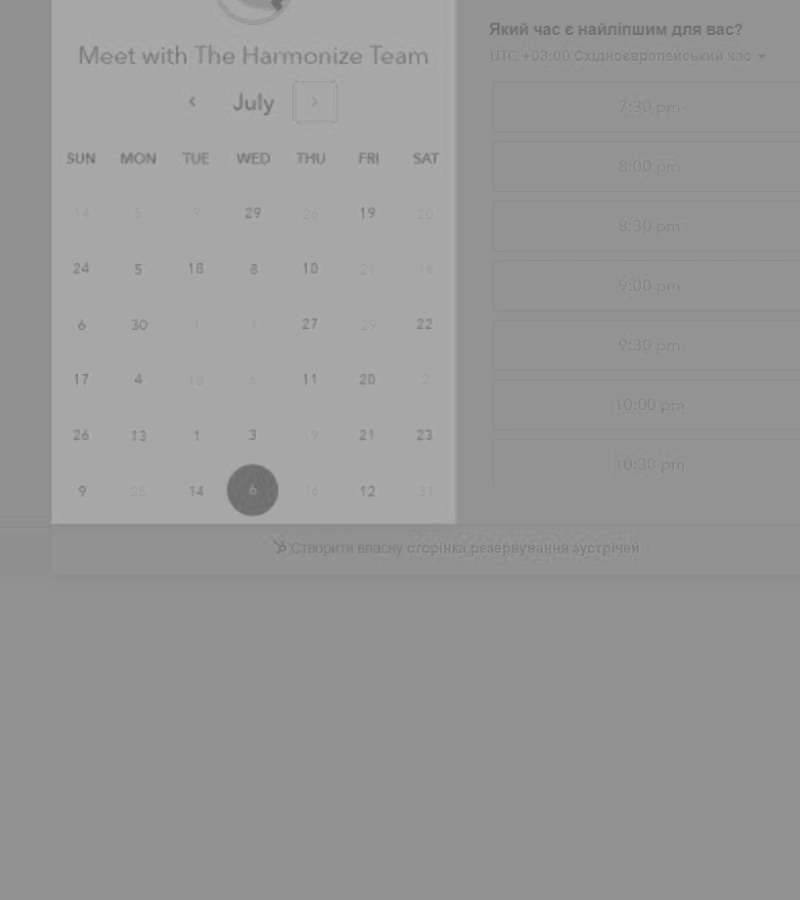 Meet with The Harmonize Team
July
SUN MON TUE WED THU FRI SAT
14 5 9 29 26 19 20
24 5 18 8 10 21 16
6 30 1 1 27 29 22
17 4 18 6 11 20 2
26 13 1 3 19 21 23
9 25 14 6 16 12 31
Який час є найліпшим для вас?
UTC +03:00 Східноєвропейський час
7:30 pm
8:00 pm
8:30 pm
9:00 pm
9:30 pm
10:00 pm
10:30 pm
Створити власну сторінка резервування зустрічей